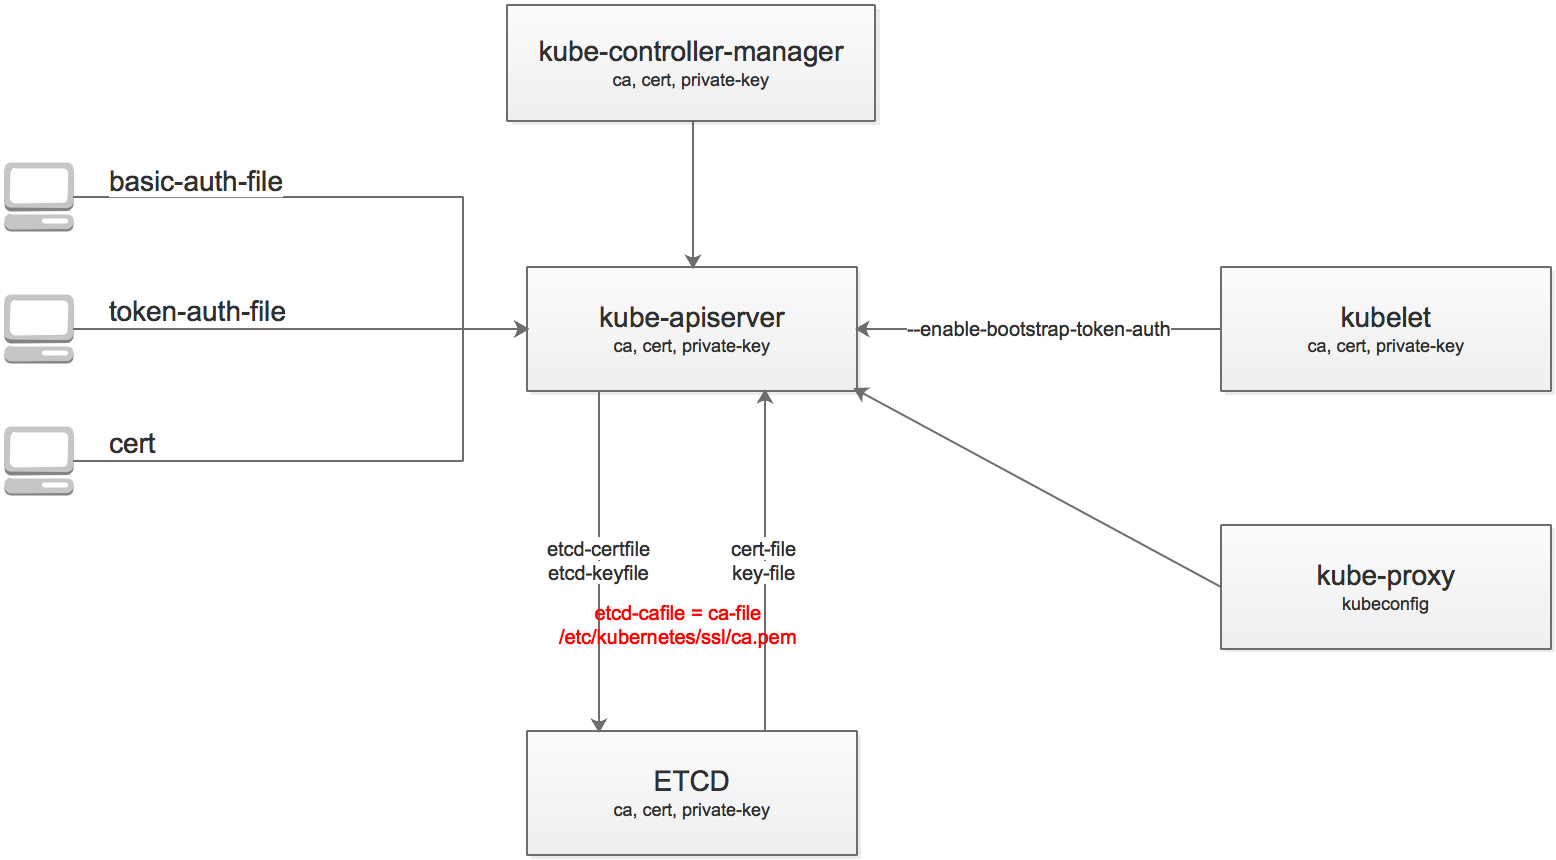 kube-controller-manager
ca, cert, private-key
basic-auth-file
token-auth-file
cert
kube-apiserver
ca, cert, private-key
--enable-bootstrap-token-auth
kubelet
ca, cert, private-key
etcd-certfile
etcd-keyfile
cert-file
key-file
etcd-cafile = ca-file
/etc/kubernetes/ssl/ca.pem
kube-proxy
kubeconfig
ETCD
ca, cert, private-key